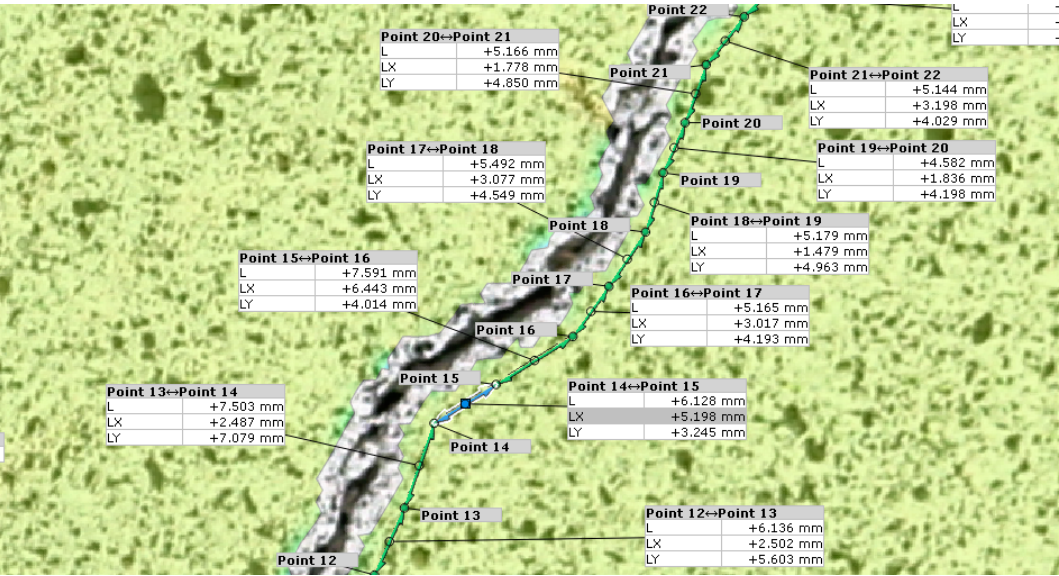 Point 22
L
LX
LY
Point 20↔Point 21
L +5.166 mm
LX +1.778 mm
LY +4.850 mm
Point 21
Point 21↔Point 22
L +5.144 mm
LX +3.198 mm
LY +4.029 mm
Point 20
Point 17↔Point 18
L +5.492 mm
LX +3.077 mm
LY +4.549 mm
Point 19↔Point 20
L +4.582 mm
LX +1.836 mm
LY +4.198 mm
Point 19
Point 18
Point 18↔Point 19
L +5.179 mm
LX +1.479 mm
LY +4.963 mm
Point 15↔Point 16
L +7.591 mm
LX +6.443 mm
LY +4.014 mm
Point 17
Point 16↔Point 17
L +5.165 mm
LX +3.017 mm
LY +4.193 mm
Point 16
Point 15
Point 13↔Point 14
L +7.503 mm
LX +2.487 mm
LY +7.079 mm
Point 14↔Point 15
L +6.128 mm
LX +5.198 mm
LY +3.245 mm
Point 14
Point 13
Point 12↔Point 13
L +6.136 mm
LX +2.502 mm
LY +5.603 mm
Point 12